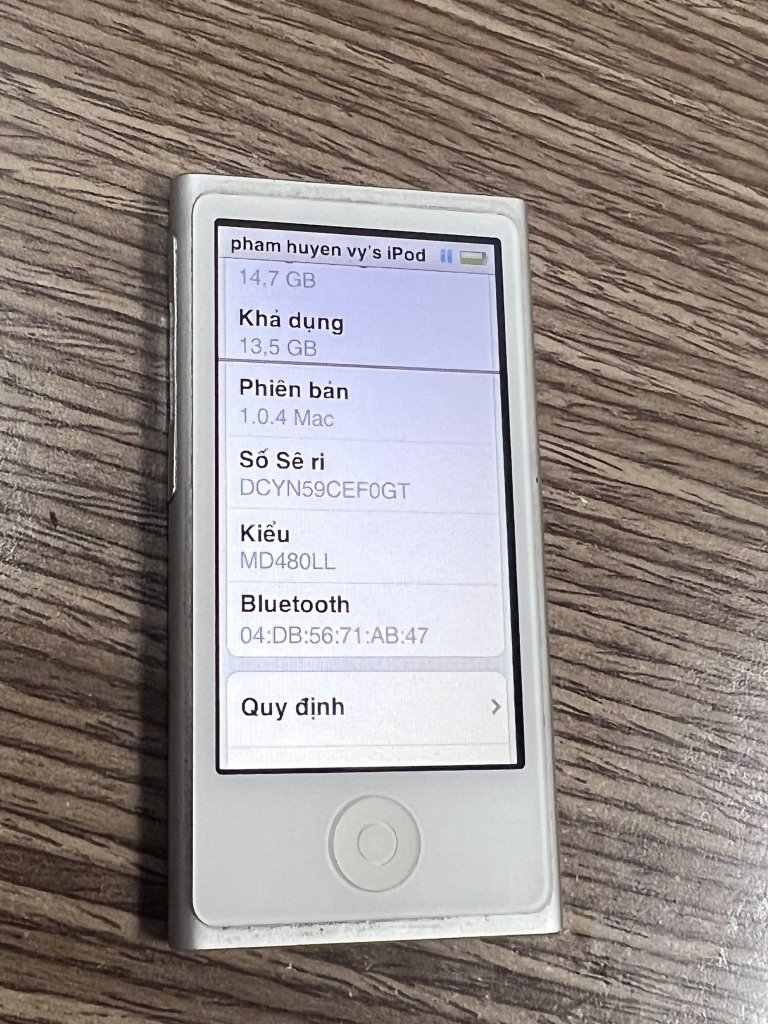 pham huyen vy's iPod
14,7 GB
Khả dụng
13,5 GB
Phiên bản
1.0.4 Mac
Số Sê ri
DCYN59CEF0GT
Kiểu
MD480LL
Bluetooth
04:DB:56:71:AB:47
Quy định